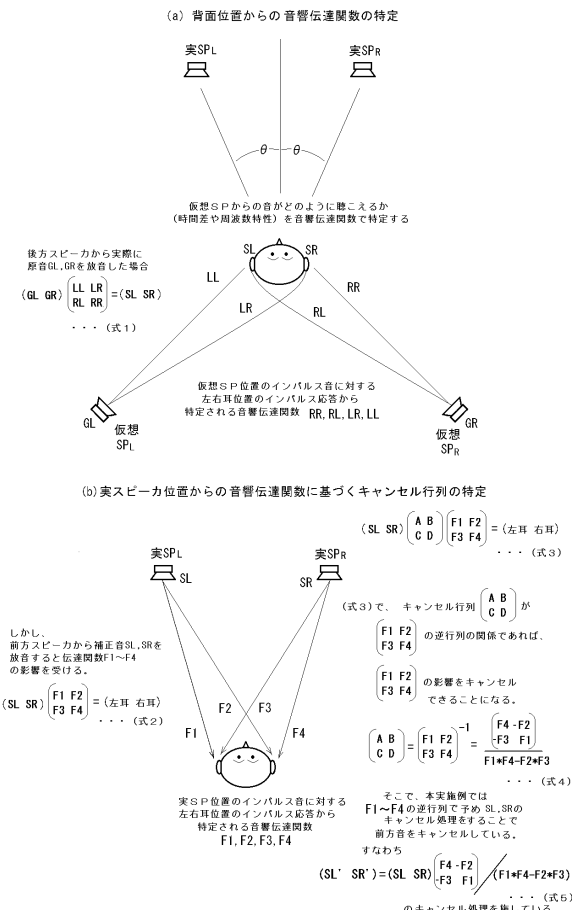 (a) 背面位置からの音響伝達関数の特定
実SPL
実SPR
θ θ
仮想ＳＰからの音がどのように聴こえるか
(時間差や周波数特性) を音響伝達関数で特定する
後方スピーカから実際に
原音GL,GRを放音した場合
(GL GR) (LL LR
RL RR) =(SL SR)
・・・ (式１)
SL
SR
LL
LR
RL
RR
仮想ＳＰ位置のインパルス音に対する
左右耳位置のインパルス応答から
特定される音響伝達関数 RR, RL, LR, LL
GL
仮想
SPL
GR
仮想
SPR
(b) 実スピーカ位置からの音響伝達関数に基づくキャンセル行列の特定
実SPL
SL
実SPR
SR
しかし、
前方スピーカから補正音SL,SRを
放音すると伝達関数F1〜F4
の影響を受ける。
(SL SR) (F1 F2
F3 F4) = (左耳 右耳)
・・・ (式２)
F1
F2
F3
F4
実ＳＰ位置のインパルス音に対する
左右耳位置のインパルス応答から
特定される音響伝達関数
F1, F2, F3, F4
(SL SR) (A B
C D) (F1 F2
F3 F4) = (左耳 右耳)
・・・ (式３)
(式３)で、 キャンセル行列 (A B
C D) が
(F1 F2
F3 F4) の逆行列の関係であれば、
(F1 F2
F3 F4) の影響をキャンセル
できることになる。
(A B
C D) = (F1 F2
F3 F4)-1 = (F4 -F2
-F3 F1)
F1*F4-F2*F3
・・・ (式４)
そこで、本実施例では
F1〜F4の逆行列で予め SL,SRの
キャンセル処理をすることで
前方音をキャンセルしている。
すなわち
(SL' SR')=(SL SR) (F4 -F2
-F3 F1) /(F1*F4-F2*F3)
・・・ (式５)
のキャンセル処理を施している